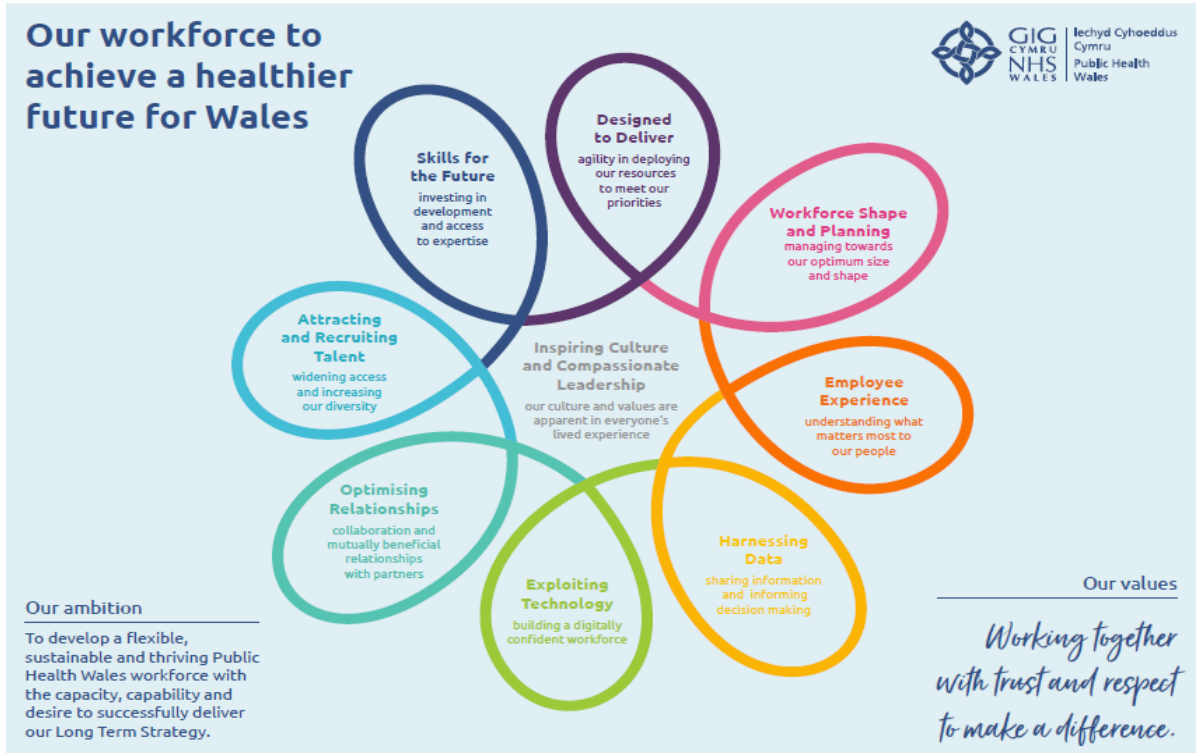 Our workforce to
achieve a healthier
future for Wales
GIG
CYMRU
NHS
WALES
Iechyd Cyhoeddus
Cymru
Public Health
Wales
Designed
to Deliver
agility in deploying
our resources
to meet our
priorities
Skills for
the Future
investing in
development
and access
to expertise
Workforce Shape
and Planning
managing towards
our optimum size
and shape
Attracting
and Recruiting
Talent
widening access
and increasing
our diversity
Inspiring Culture
and Compassionate
Leadership
our culture and values are
apparent in everyone's
lived experience
Employee
Experience
understanding what
matters most to
our people
Optimising
Relationships
collaboration and
mutually beneficial
relationships
with partners
Harnessing
Data
sharing information
and informing
decision making
Exploiting
Technology
building a digitally
confident workforce
Our ambition
To develop a flexible,
sustainable and thriving Public
Health Wales workforce with
the capacity, capability and
desire to successfully deliver
our Long Term Strategy.
Our values
Working together
with trust and respect
to make a difference.